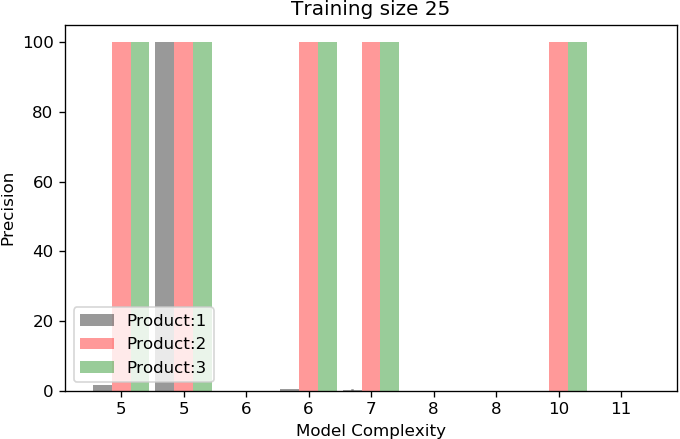 Training size 25
Precision
100
80
60
40
20
0
Product:1
Product:2
Product:3
5 5 6 6 7 8 8 10 11
Model Complexity